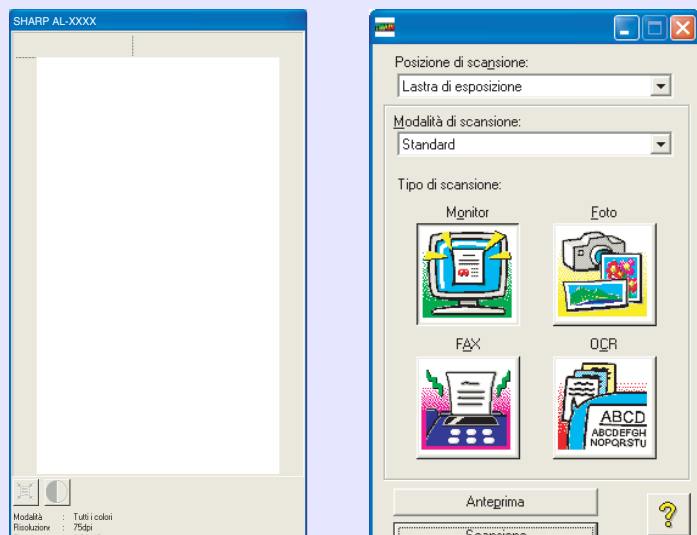 SHARP AL-XXXX
Modalità : Tutti i colori
Risoluzione : 75dpi
Posizione di scansione:
Lastra di esposizione
Modalità di scansione:
Standard
Tipo di scansione:
Monitor
Foto
FAX
OCR
ABCD
ABCDEFGH
NOPQRSTU
Anteprima
Scansione
?